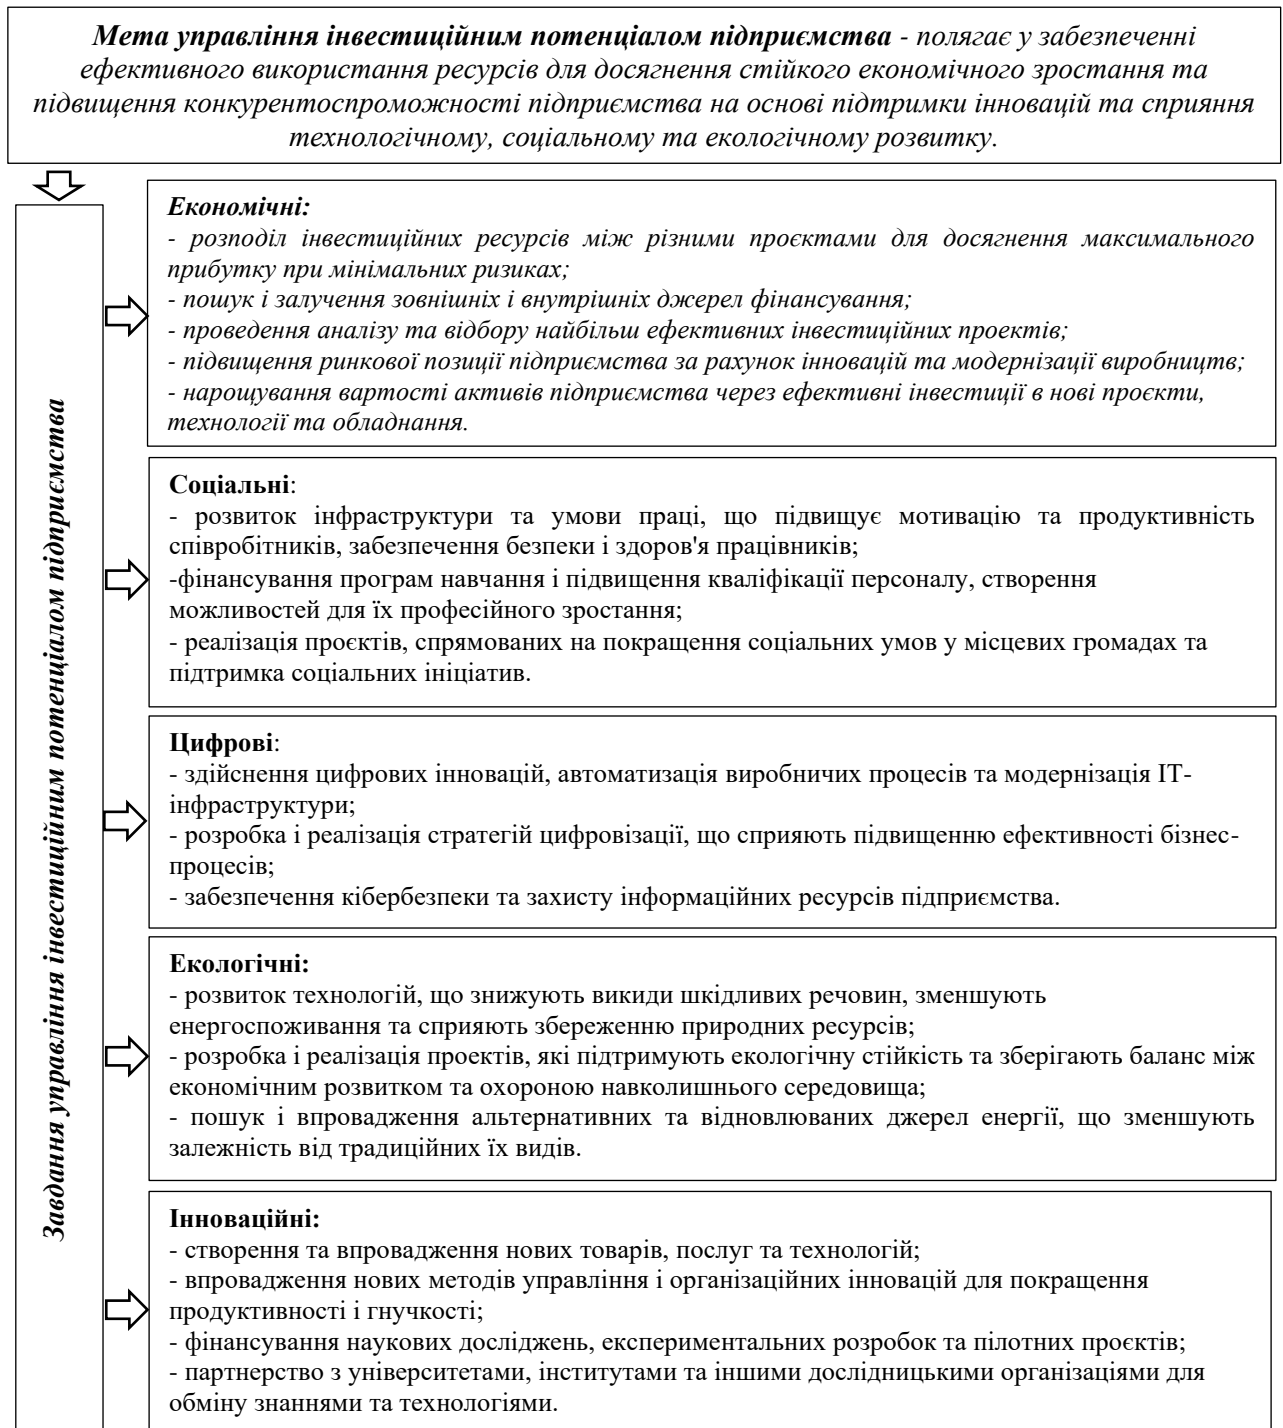 Мета управління інвестиційним потенціалом підприємства - полягає у забезпеченні
ефективного використання ресурсів для досягнення стійкого економічного зростання та
підвищення конкурентоспроможності підприємства на основі підтримки інновацій та сприяння
технологічному, соціальному та екологічному розвитку.
Завдання управління інвестиційним потенціалом підприємства
Економічні:
- розподіл інвестиційних ресурсів між різними проєктами для досягнення максимального
прибутку при мінімальних ризиках;
- пошук і залучення зовнішніх і внутрішніх джерел фінансування;
- проведення аналізу та відбору найбільш ефективних інвестиційних проектів;
- підвищення ринкової позиції підприємства за рахунок інновацій та модернізації виробництв;
- нарощування вартості активів підприємства через ефективні інвестиції в нові проєкти,
технології та обладнання.
Соціальні:
- розвиток інфраструктури та умови праці, що підвищує мотивацію та продуктивність
співробітників, забезпечення безпеки і здоров'я працівників;
-фінансування програм навчання і підвищення кваліфікації персоналу, створення
можливостей для їх професійного зростання;
- реалізація проєктів, спрямованих на покращення соціальних умов у місцевих громадах та
підтримка соціальних ініціатив.
Цифрові:
- здійснення цифрових інновацій, автоматизація виробничих процесів та модернізація ІТ-
інфраструктури;
- розробка і реалізація стратегій цифровізації, що сприяють підвищенню ефективності бізнес-
процесів;
- забезпечення кібербезпеки та захисту інформаційних ресурсів підприємства.
Екологічні:
- розвиток технологій, що знижують викиди шкідливих речовин, зменшують
енергоспоживання та сприяють збереженню природних ресурсів;
- розробка і реалізація проектів, які підтримують екологічну стійкість та зберігають баланс між
економічним розвитком та охороною навколишнього середовища;
- пошук і впровадження альтернативних та відновлюваних джерел енергії, що зменшують
залежність від традиційних їх видів.
Інноваційні:
- створення та впровадження нових товарів, послуг та технологій;
- впровадження нових методів управління і організаційних інновацій для покращення
продуктивності і гнучкості;
- фінансування наукових досліджень, експериментальних розробок та пілотних проєктів;
- партнерство з університетами, інститутами та іншими дослідницькими організаціями для
обміну знаннями та технологіями.